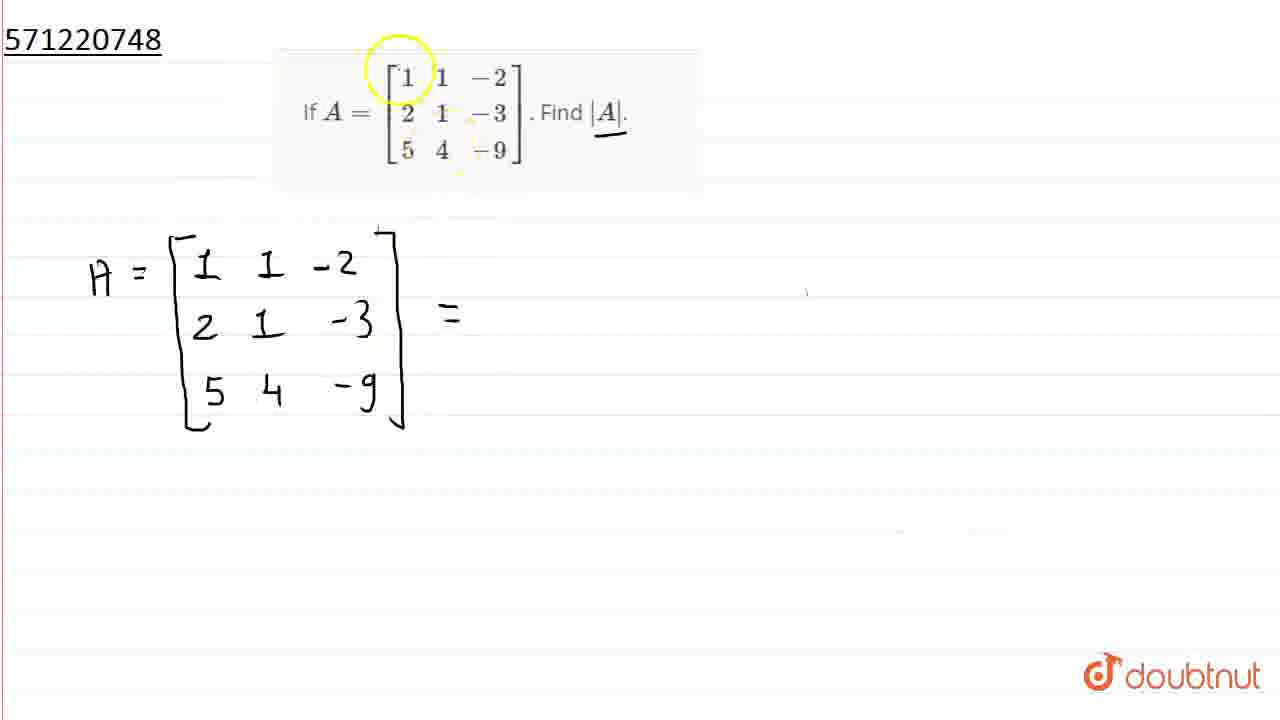 571220748
If A = [1 1 −2
2 1 −3
5 4 −9]. Find |A|.
A = [1 1 -2
2 1 -3
5 4 -9] =
doubtnut